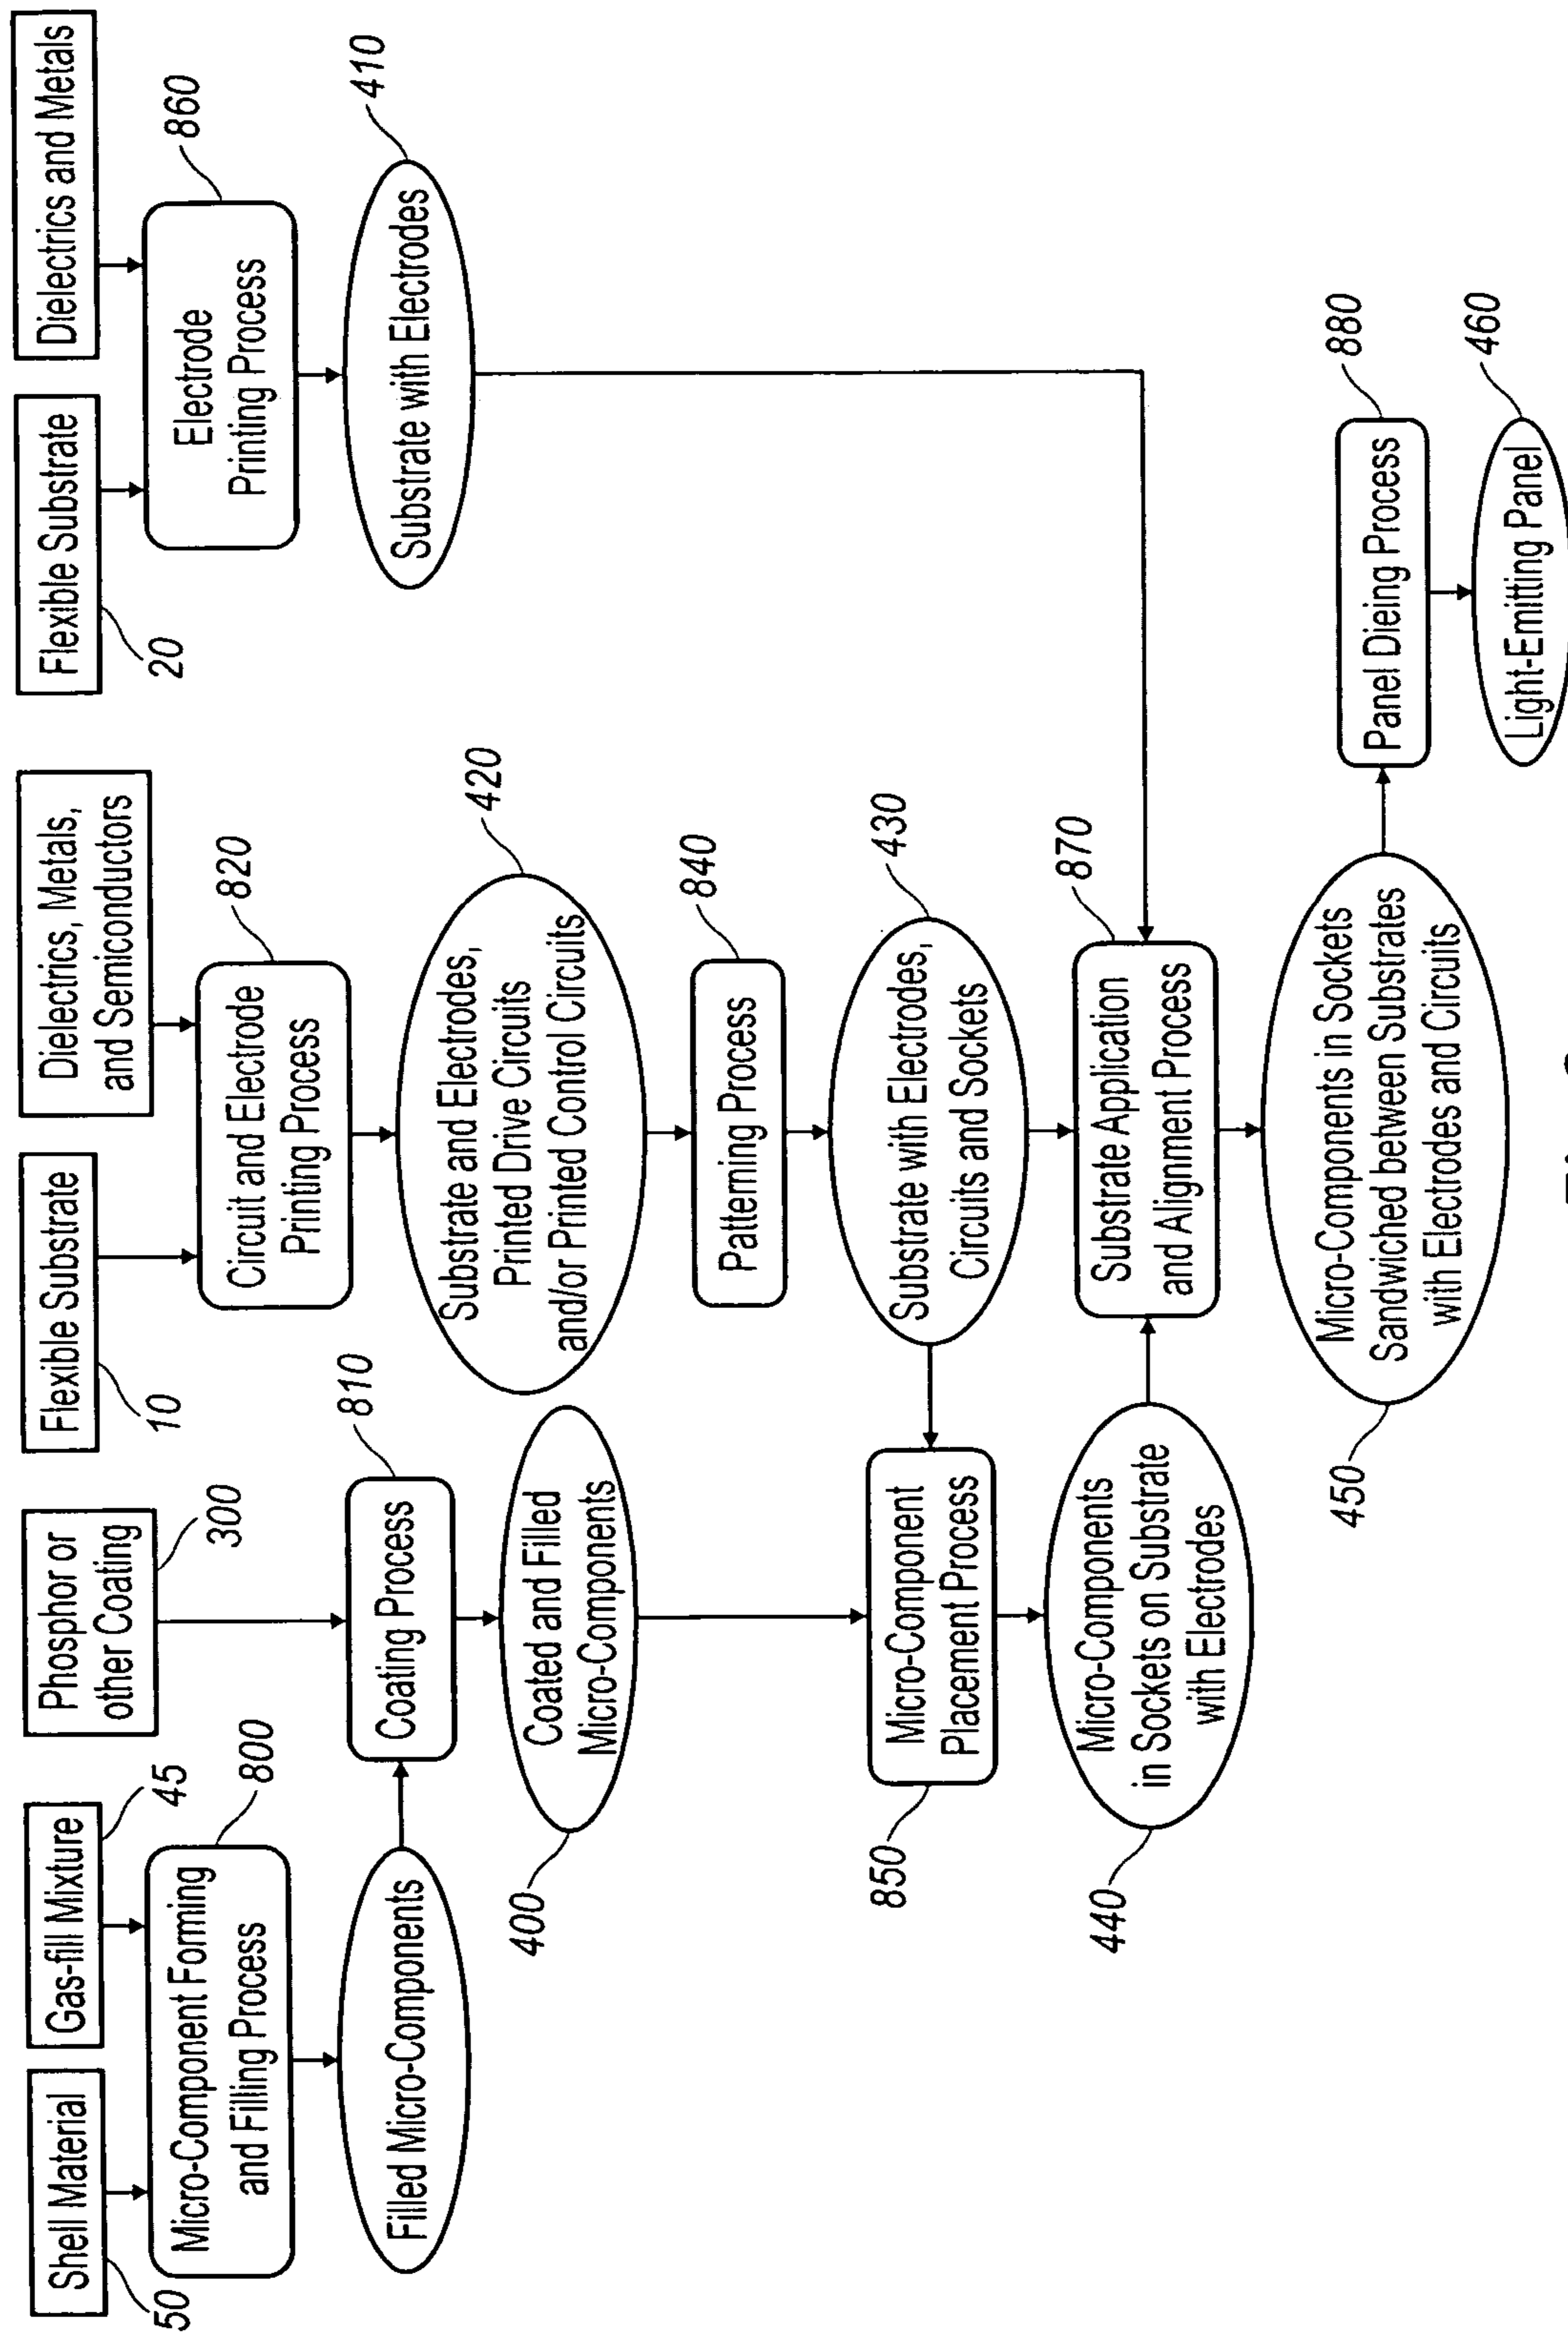 Shell Material
50
Gas-fill Mixture
45
Phosphor or
other Coating
300
Flexible Substrate
10
Dielectrics, Metals,
and Semiconductors
Flexible Substrate
20
Dielectrics and Metals
Micro-Component Forming
and Filling Process
800
Circuit and Electrode
Printing Process
820
Electrode
Printing Process
860
Filled Micro-Components
Coating Process
810
Substrate and Electrodes,
Printed Drive Circuits
and/or Printed Control Circuits
420
Substrate with Electrodes
410
Coated and Filled
Micro-Components
400
Patterning Process
840
Micro-Component
Placement Process
850
Substrate with Electrodes,
Circuits and Sockets
430
Micro-Components
in Sockets on Substrate
with Electrodes
440
Substrate Application
and Alignment Process
870
Micro-Components in Sockets
Sandwiched between Substrates
with Electrodes and Circuits
450
Panel Dieing Process
880
Light-Emitting Panel
460